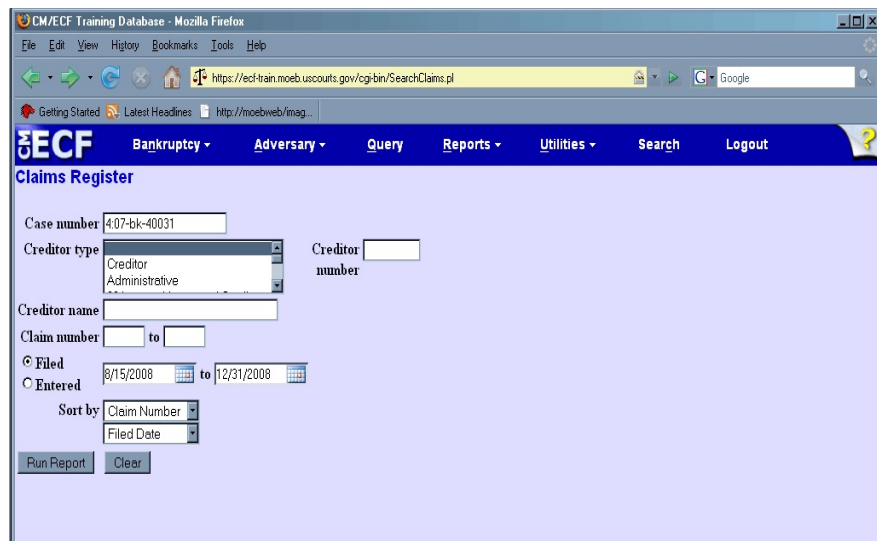 CM/ECF Training Database - Mozilla Firefox
File Edit View History Bookmarks Tools Help
https://ecf-train.moeb.uscourts.gov/cgi-bin/SearchClaims.pl
G Google
Getting Started Latest Headlines http://moebweb/imag...
CM ECF Bankruptcy Adversary Query Reports Utilities Search Logout ?
Claims Register
Case number 4:07-bk-40031
Creditor type Creditor number
Creditor
Administrative
Creditor name
Claim number to
Filed
Entered
8/15/2008 to 12/31/2008
Sort by Claim Number
Filed Date
Run Report Clear